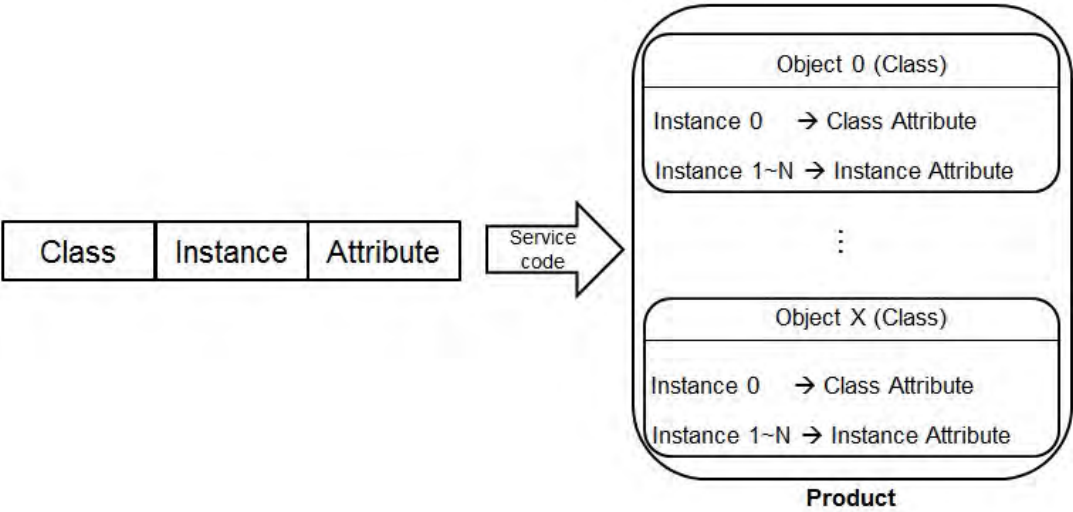 Class Instance Attribute
Service
code
Object 0 (Class)
Instance 0 → Class Attribute
Instance 1~N → Instance Attribute
⋮
Object X (Class)
Instance 0 → Class Attribute
Instance 1~N → Instance Attribute
Product